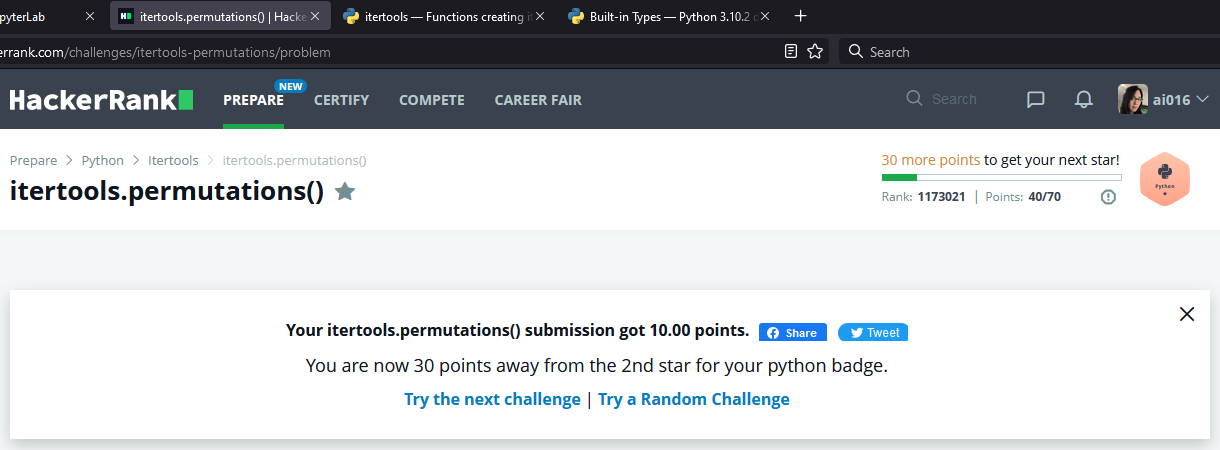 pyterLab
itertools.permutations() | Hacke
itertools — Functions creating it
Built-in Types — Python 3.10.2 d
errank.com/challenges/itertools-permutations/problem
Search
HackerRank
PREPARE
NEW
CERTIFY
COMPETE
CAREER FAIR
Search
ai016
Prepare > Python > Itertools > itertools.permutations()
itertools.permutations()
30 more points to get your next star!
Rank: 1173021 | Points: 40/70
Python
Your itertools.permutations() submission got 10.00 points.
Share
Tweet
You are now 30 points away from the 2nd star for your python badge.
Try the next challenge | Try a Random Challenge